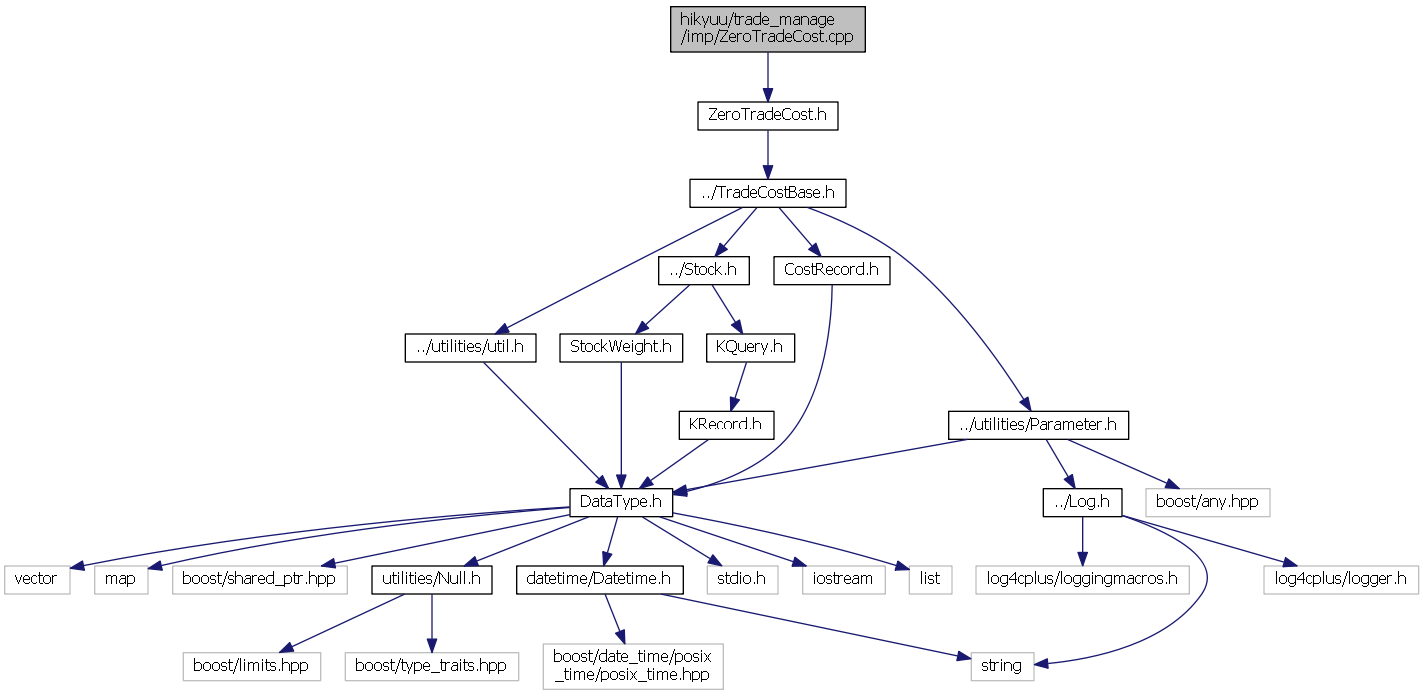 hikyuu/trade_manage
/imp/ZeroTradeCost.cpp
ZeroTradeCost.h
../TradeCostBase.h
../Stock.h
CostRecord.h
../utilities/util.h
StockWeight.h
KQuery.h
KRecord.h
../utilities/Parameter.h
DataType.h
../Log.h
boost/any.hpp
vector
map
boost/shared_ptr.hpp
utilities/Null.h
datetime/Datetime.h
stdio.h
iostream
list
log4cplus/loggingmacros.h
log4cplus/logger.h
boost/limits.hpp
boost/type_traits.hpp
boost/date_time/posix
_time/posix_time.hpp
string